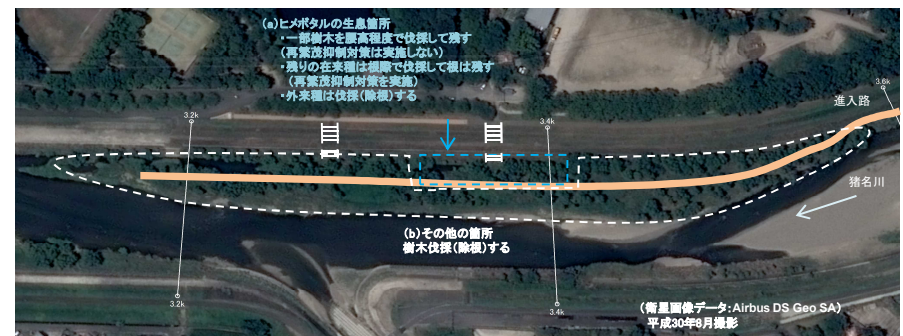 (a)ヒメボタルの生息箇所
・一部樹木を腰高程度で伐採して残す
(再繁茂抑制対策は実施しない)
・残りの在来種は根際で伐採して根は残す
(再繁茂抑制対策を実施)
・外来種は伐採(除根)する
3.6k
進入路
3.2k
3.4k
猪名川
(b)その他の箇所
樹木伐採(除根)する
3.2k
3.4k
(衛星画像データ:Airbus DS Geo SA)
平成30年8月撮影